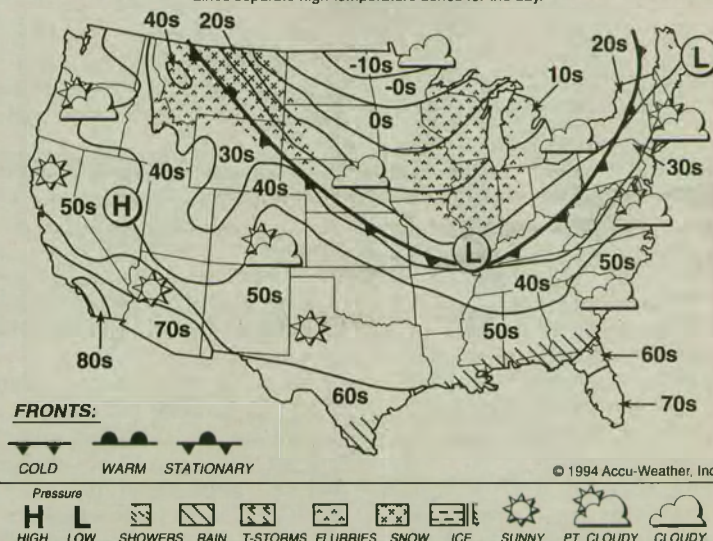 Lines separate high temperature zones for the day.
40s 20s
-10s
20s
L
-0s
10s
0s
30s
40s
40s
30s
50s
H
L
50s
50s
40s
50s
70s
80s
60s
60s
70s
FRONTS:
COLD WARM STATIONARY
© 1994 Accu-Weather, Inc
Pressure
H L
HIGH LOW SHOWERS RAIN T-STORMS FLURRIES SNOW ICE SUNNY PT. CLOUDY CLOUDY